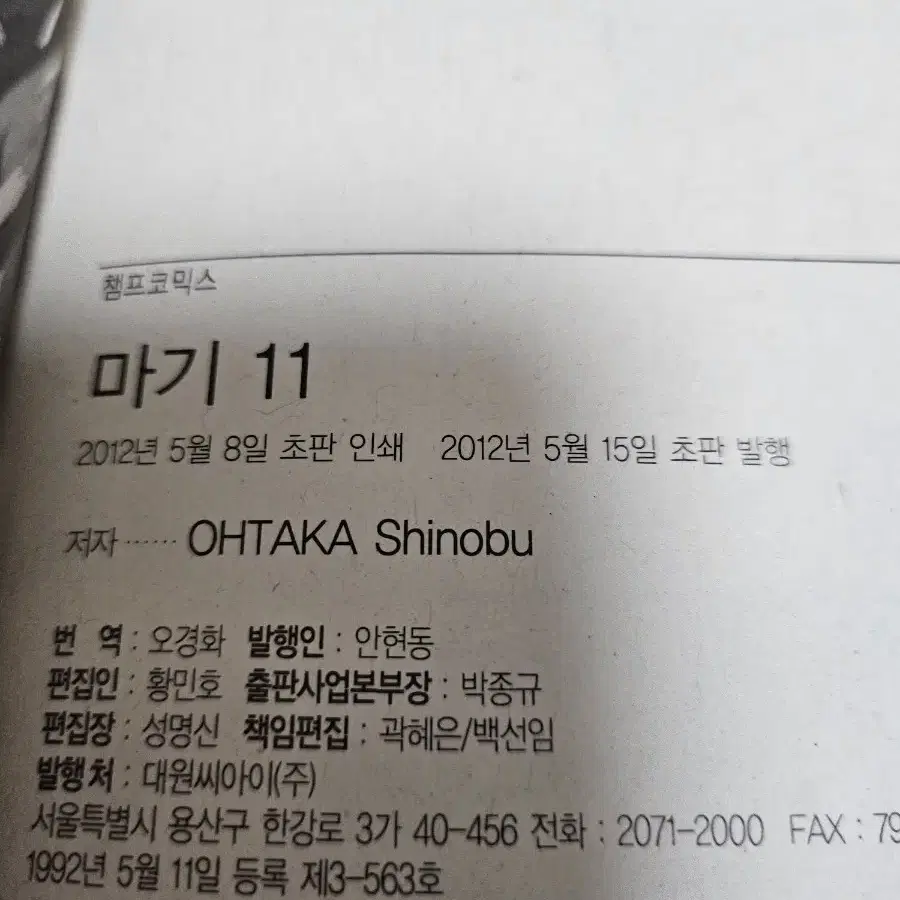 챔프코믹스
마기 11
2012년 5월 8일 초판 인쇄 2012년 5월 15일 초판 발행
저자 ······ OHTAKA Shinobu
번 역 : 오경화 발행인 : 안현동
편집인 : 황민호 출판사업본부장 : 박종규
편집장 : 성명신 책임편집 : 곽혜은/백선임
발행처 : 대원씨아이(주)
서울특별시 용산구 한강로 3가 40-456 전화 : 2071-2000 FAX : 79
1992년 5월 11일 등록 제3-563호